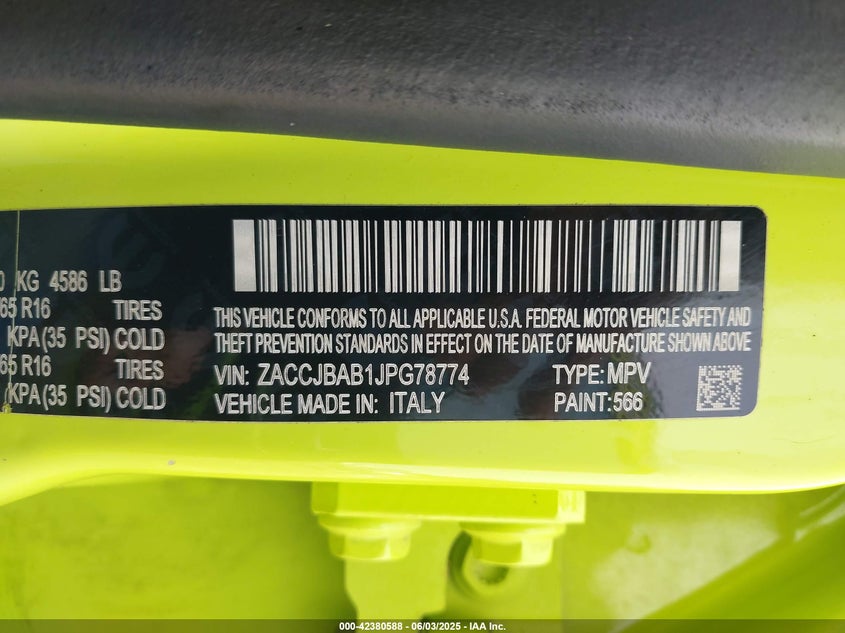 0 KG 4586 LB
65 R16 TIRES
KPA(35 PSI) COLD
65 R16 TIRES
KPA(35 PSI) COLD
THIS VEHICLE CONFORMS TO ALL APPLICABLE U.S.A. FEDERAL MOTOR VEHICLE SAFETY AND
THEFT PREVENTION STANDARDS IN EFFECT ON THE DATE OF MANUFACTURE SHOWN ABOVE
VIN: ZACCJBAB1JPG78774 TYPE: MPV
VEHICLE MADE IN: ITALY PAINT: 566
000-42380588 - 06/03/2025 - IAA Inc.